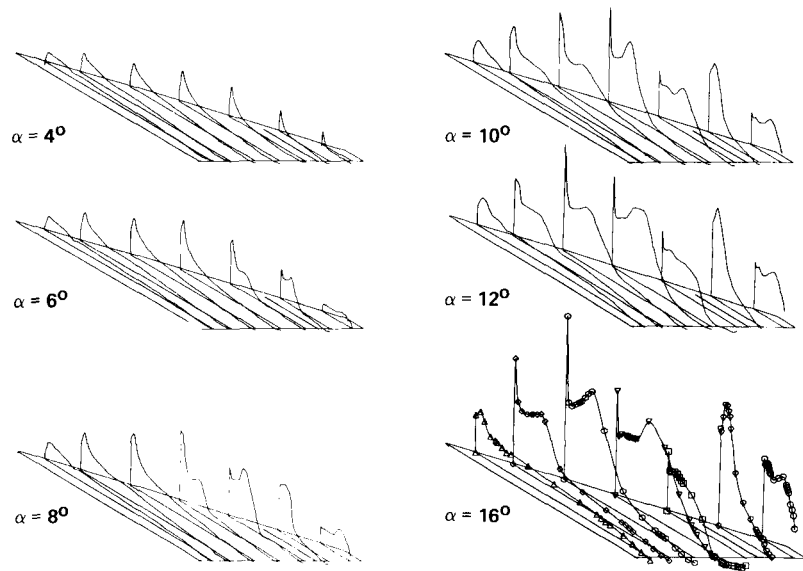 α = 4°
α = 6°
α = 8°
α = 10°
α = 12°
α = 16°